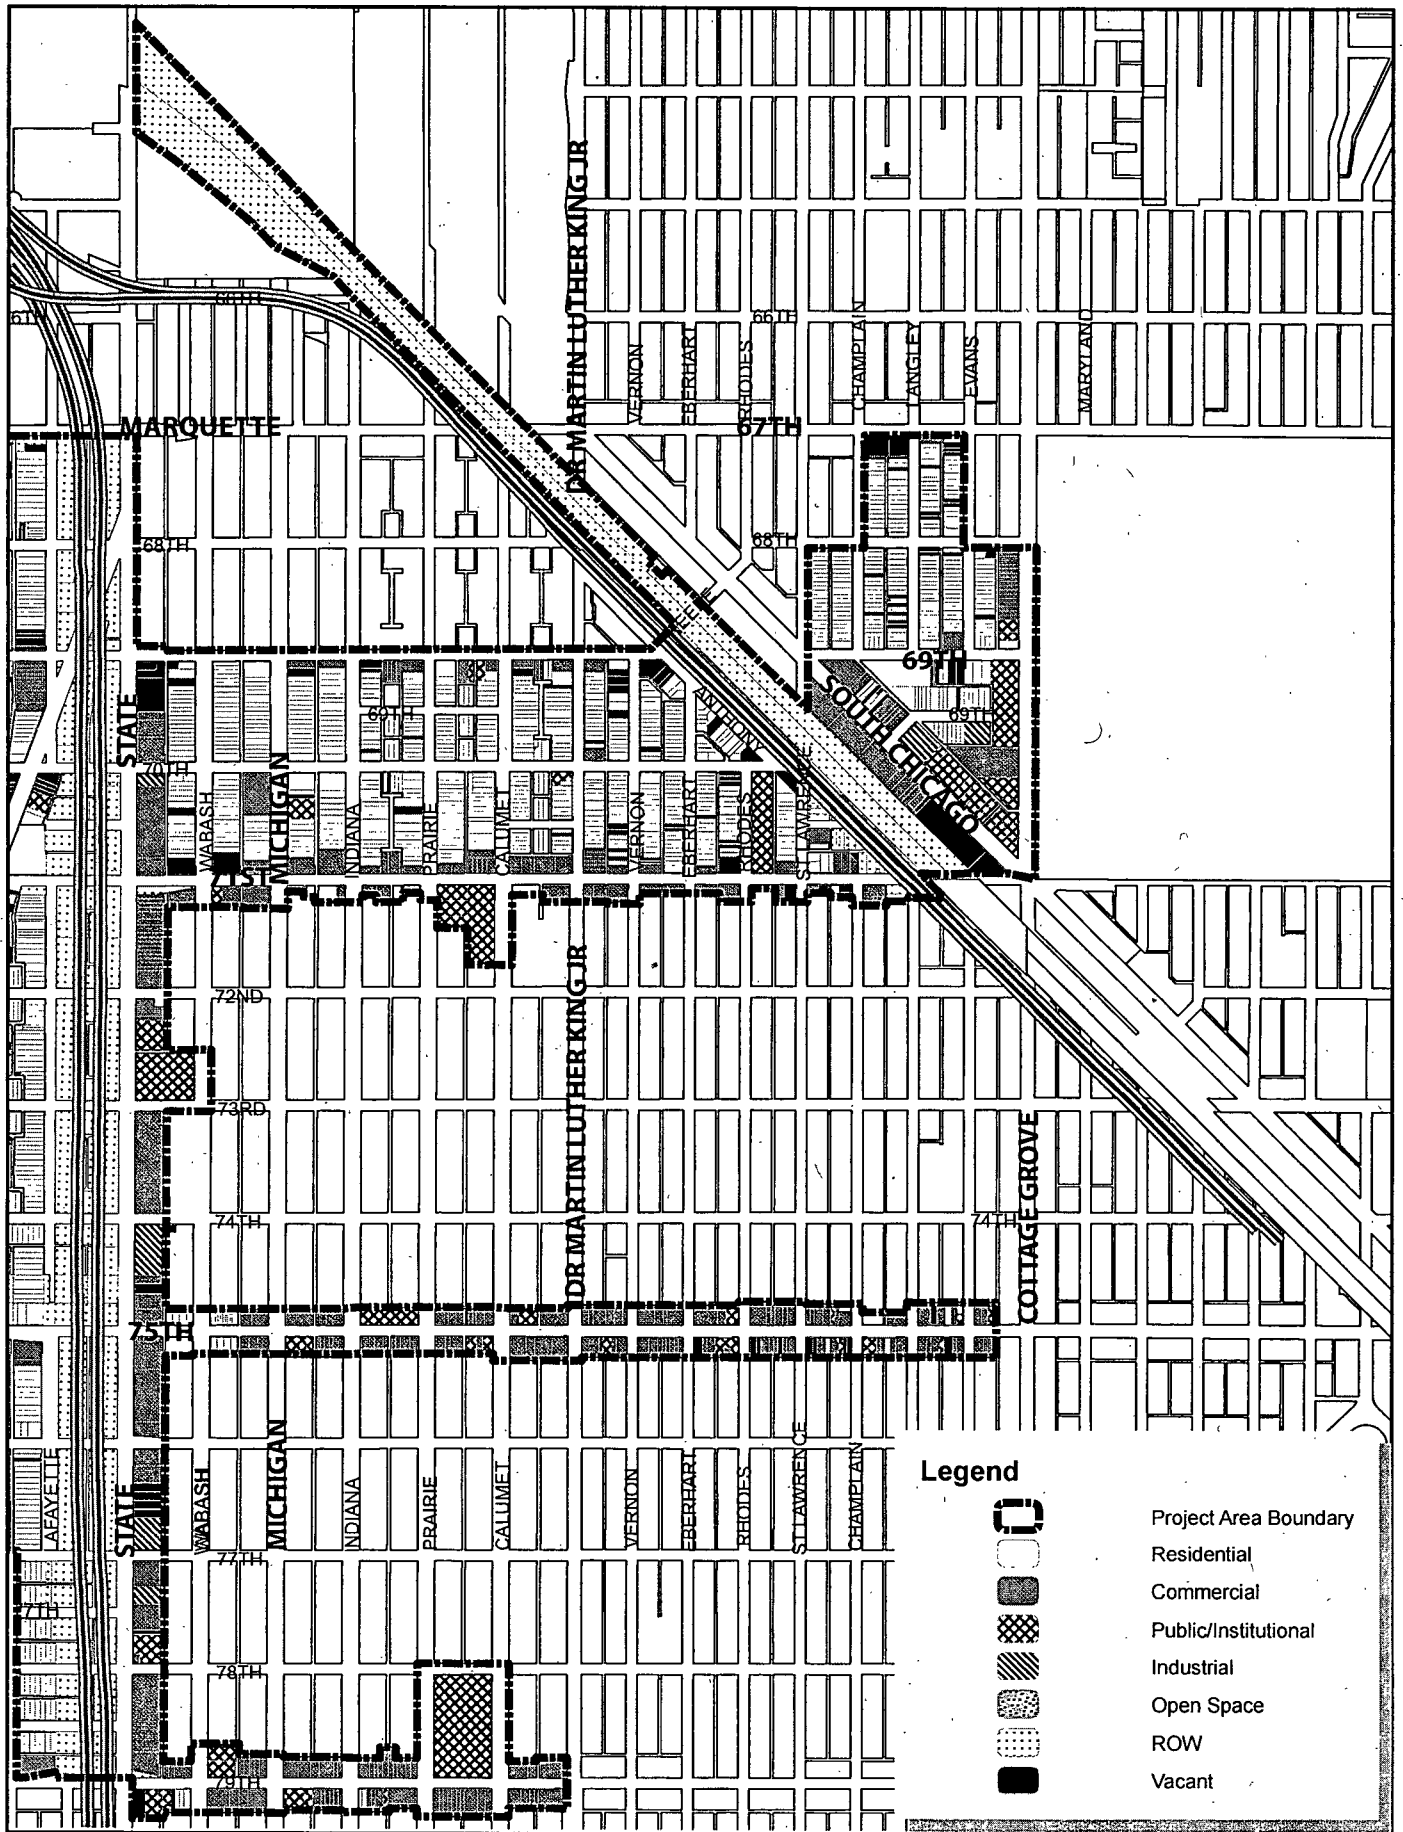 DR MARTIN LUTHER KING JR
66TH
6TH
66TH
VERNON
EBERHART
RHODES
CHAMPLAIN
LANGLEY
EVANS
MARYLAND
MARQUETTE
67TH
68TH
68TH
69TH
SOUTH CHICAGO
69TH
69TH
ANTHONY
STATE
70TH
WABASH
MICHIGAN
INDIANA
PRAIRIE
CALUMET
VERNON
EBERHART
RHODES
ST LAWRENCE
71ST
72ND
DR MARTIN LUTHER KING JR
73RD
74TH
74TH
COTTAGE GROVE
75TH
LAFAYETTE
STATE
WABASH
MICHIGAN
INDIANA
PRAIRIE
CALUMET
VERNON
EBERHART
RHODES
ST LAWRENCE
CHAMPLAIN
77TH
77TH
78TH
79TH
Legend
Project Area Boundary
Residential
Commercial
Public/Institutional
Industrial
Open Space
ROW
Vacant